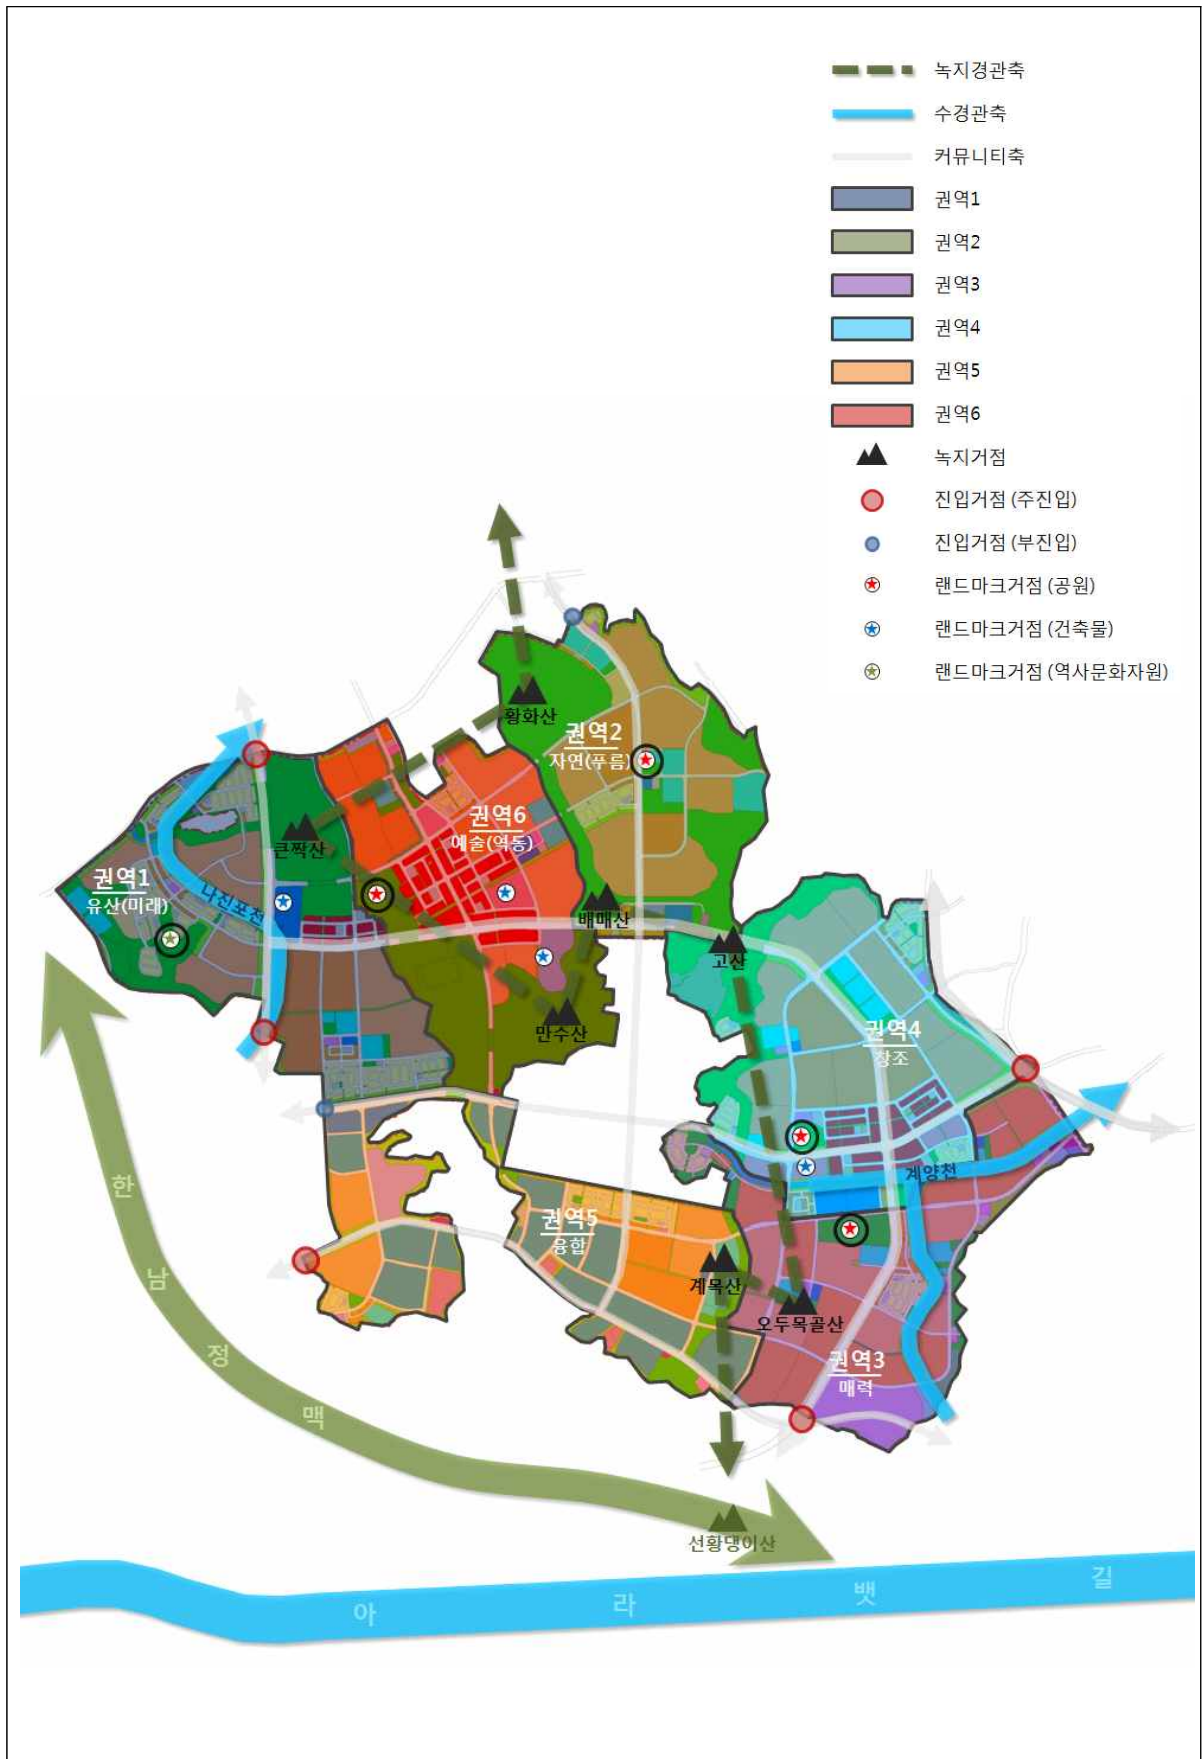 녹지경관축
수경관축
커뮤니티축
권역1
권역2
권역3
권역4
권역5
권역6
녹지거점
진입거점 (주진입)
진입거점 (부진입)
랜드마크거점 (공원)
랜드마크거점 (건축물)
랜드마크거점 (역사문화자원)
황화산
권역2
자연(푸름)
권역6
예술(역동)
큰짝산
권역1
유산(미래)
나진포천
배매산
고산
만수산
권역4
창조
계양천
한
남
정
맥
권역5
융합
계목산
오두목골산
권역3
매력
선황댕이산
아
라
뱃
길